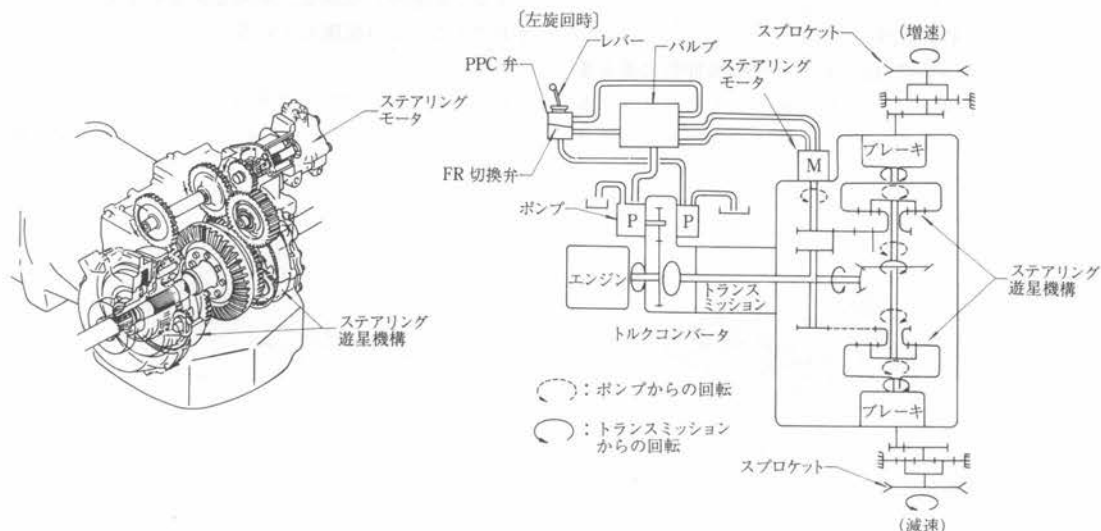 ステアリング
モータ
ステアリング
遊星機構
〔左旋回時〕
レバー
バルブ
PPC 弁
FR 切換弁
ポンプ
P
P
エンジン
トランス
ミッション
トルクコンバータ
ステアリング
モータ
M
スプロケット
(増速)
ブレーキ
ステアリング
遊星機構
ブレーキ
スプロケット
(減速)
:ポンプからの回転
:トランスミッション
からの回転